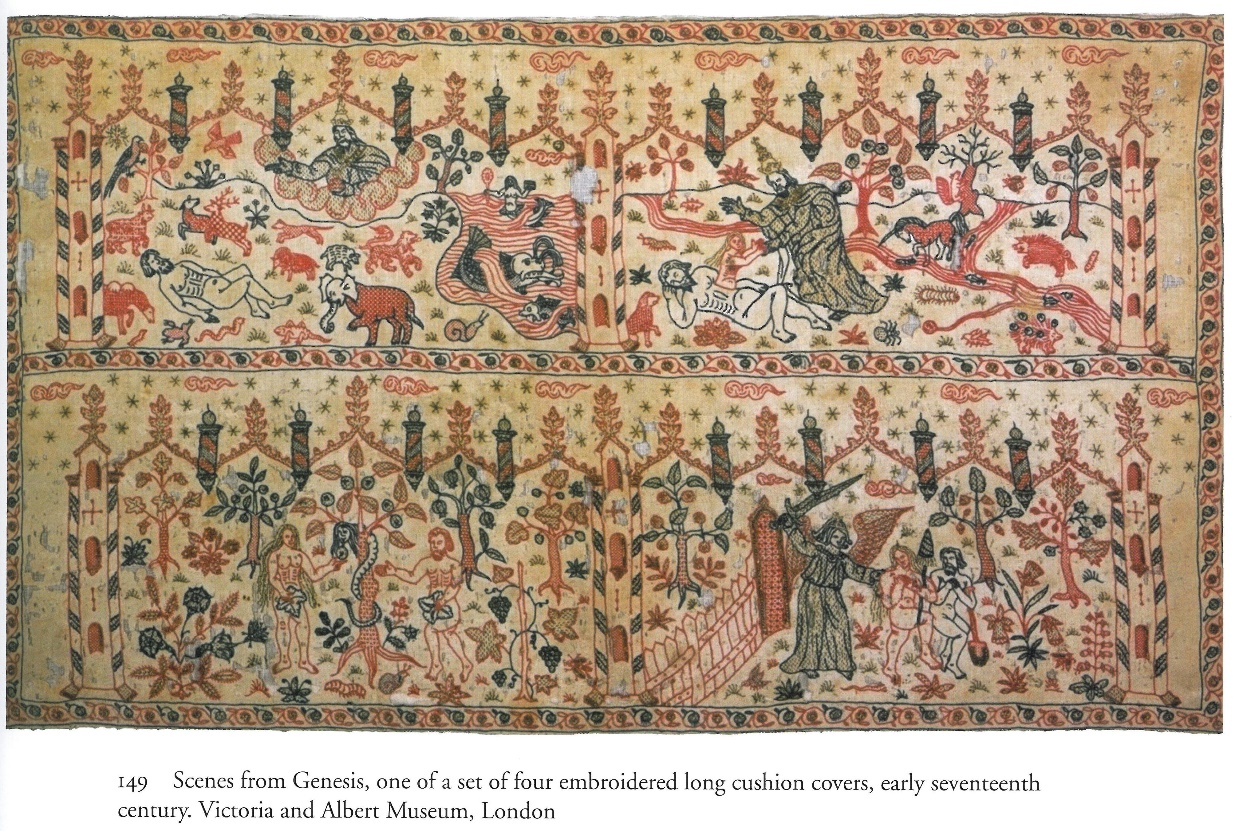 149 Scenes from Genesis, one of a set of four embroidered long cushion covers, early seventeenth
century. Victoria and Albert Museum, London